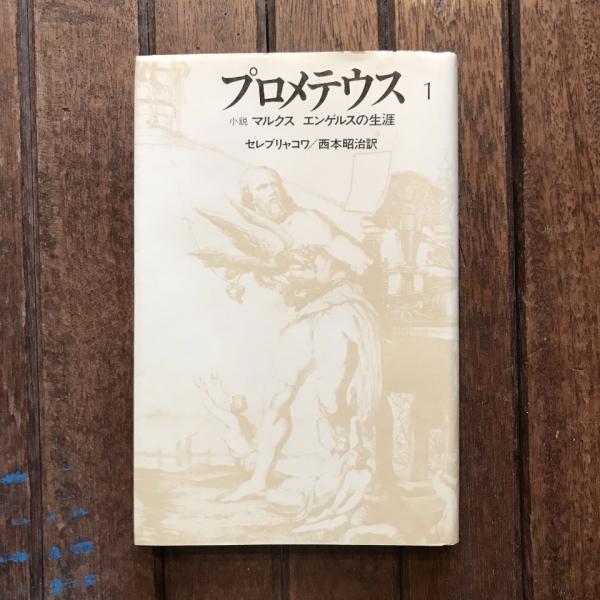 プロメテウス 1
小説 マルクス エンゲルスの生涯
セレブリャコワ/西本昭治訳